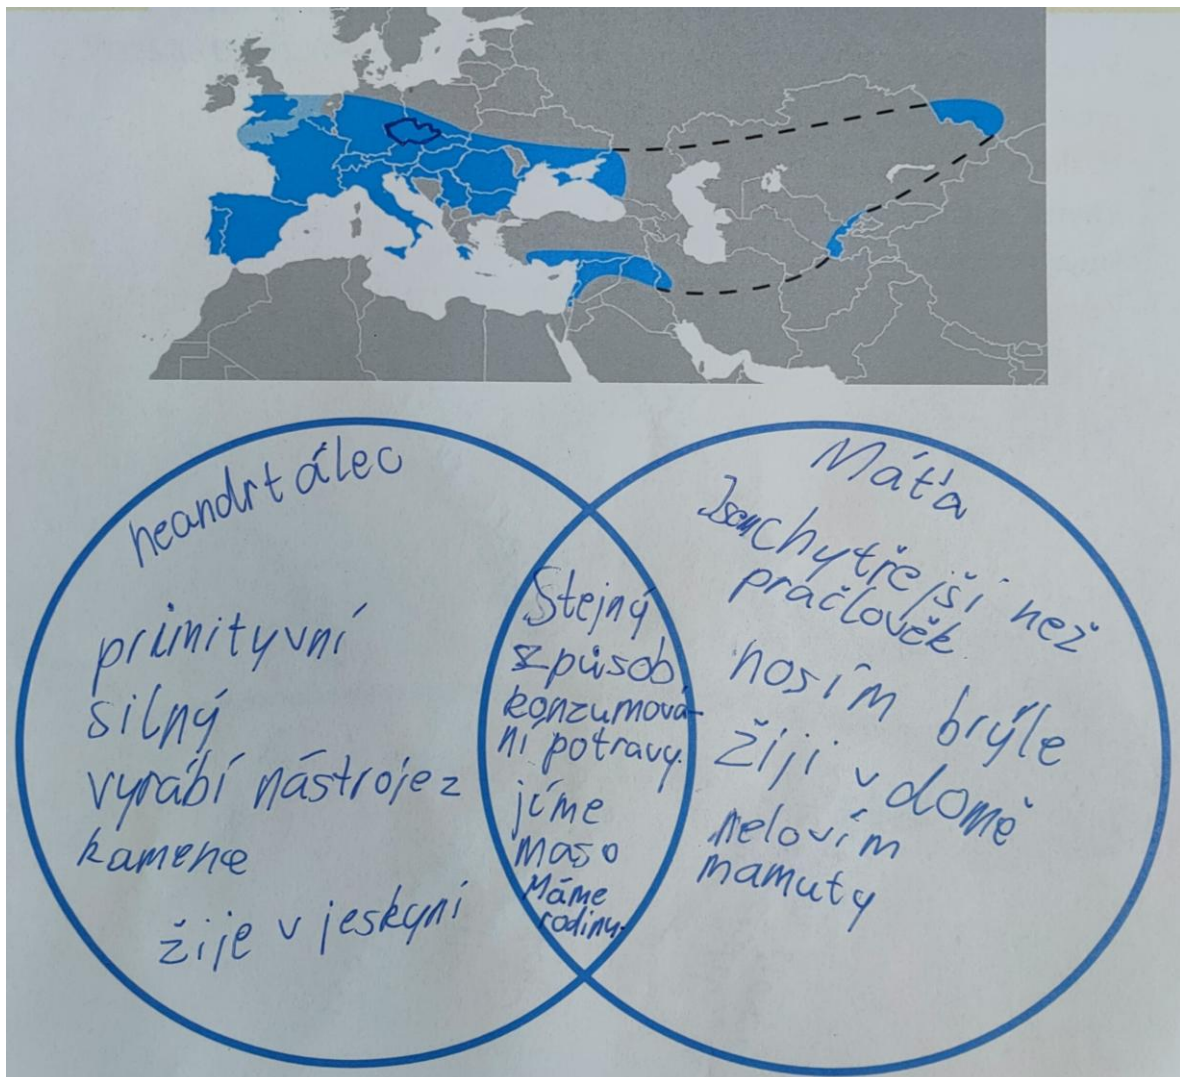 neandrtálec
primityvní
silný
vyrábí nástroje z
kamene
žije v jeskyni
Stejný
způsob
konzumová-
ní potravy.
jíme
maso
Máme
rodinu.
Máťa
Jsem chytřejší než
pračlověk.
nosím brýle
žiji v domě
nelovím
mamuty